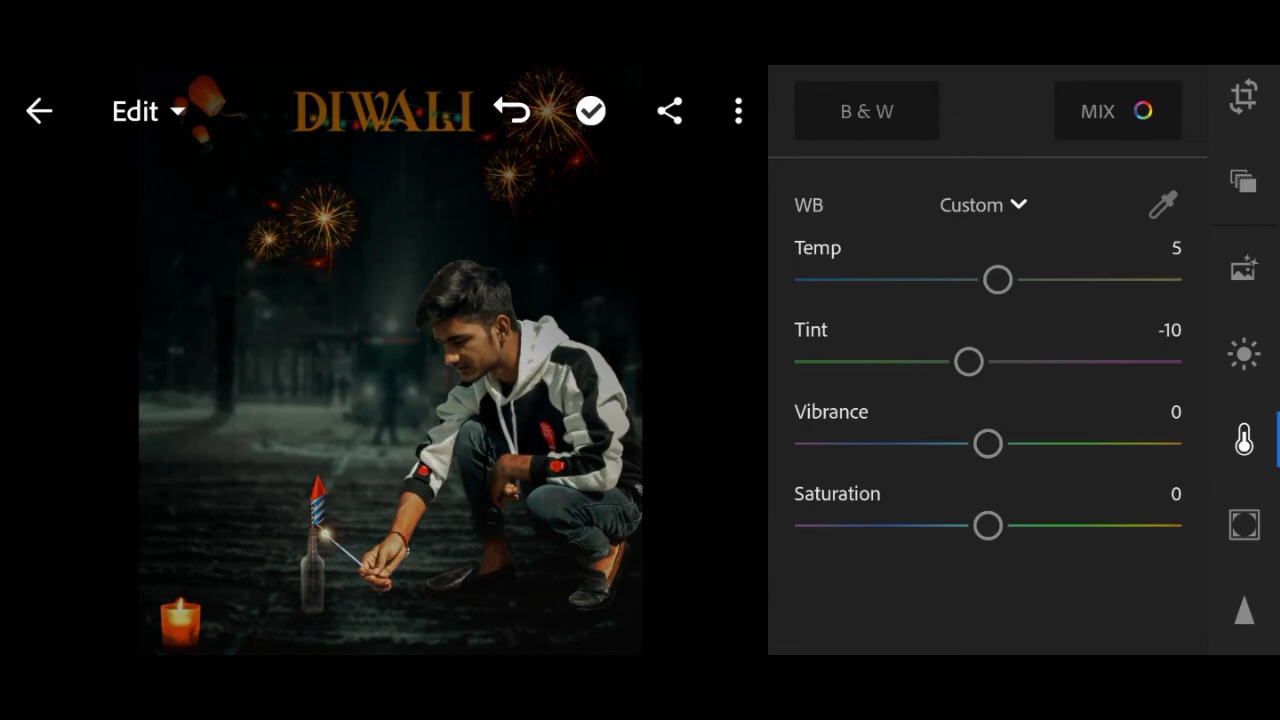 Edit
DIWALI
B & W
MIX
WB
Custom
Temp
5
Tint
-10
Vibrance
0
Saturation
0